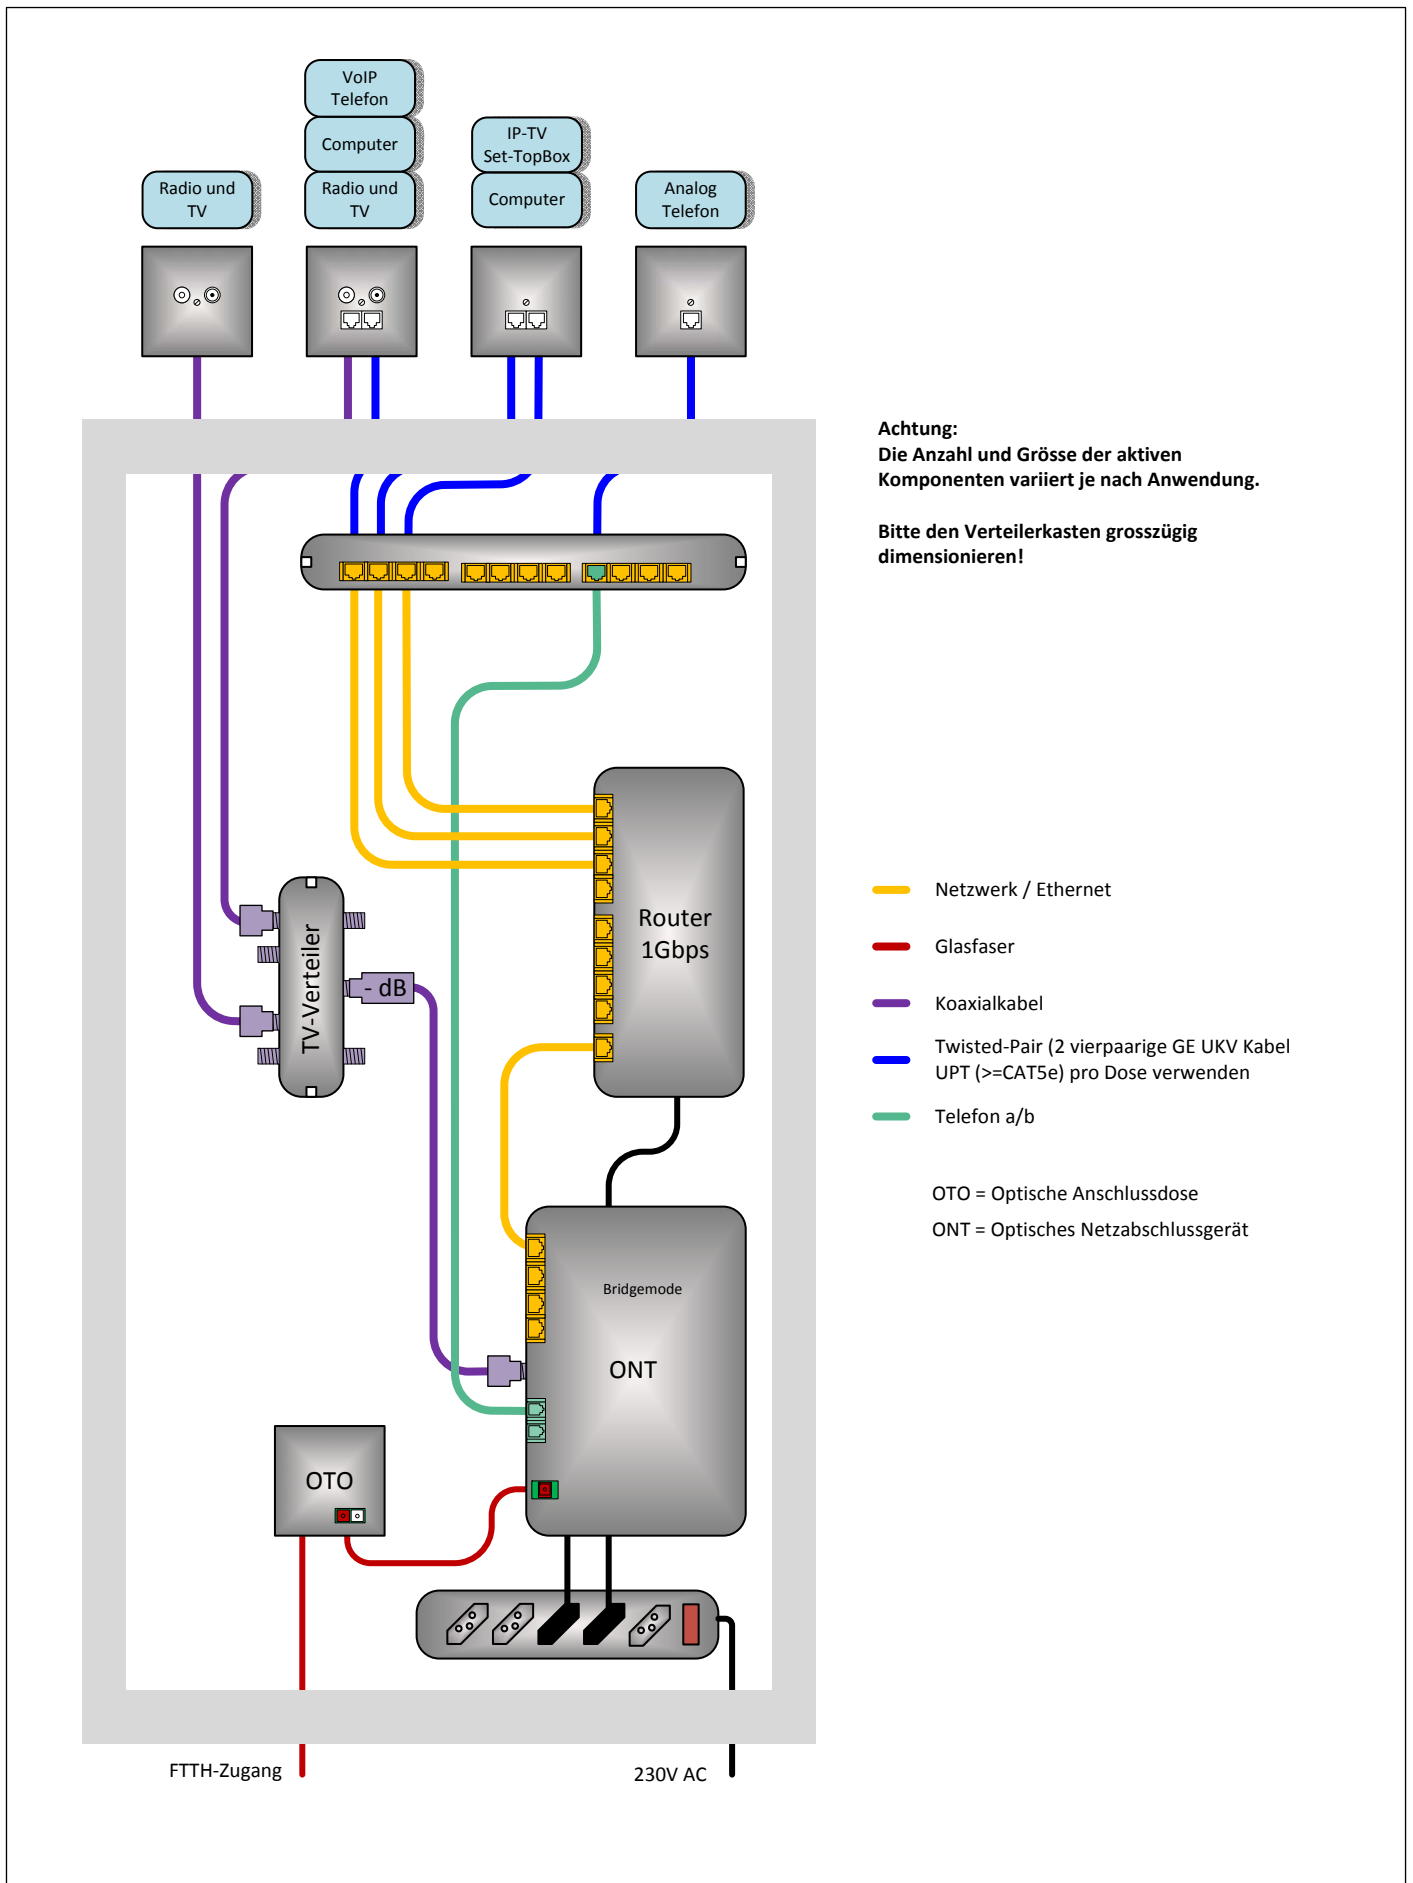 VoIP
Telefon
Computer
Radio und
TV
IP-TV
Set-TopBox
Computer
Radio und
TV
Analog
Telefon
Achtung:
Die Anzahl und Grösse der aktiven
Komponenten variiert je nach Anwendung.
Bitte den Verteilerkasten grosszügig
dimensionieren!
Router
1Gbps
TV-Verteiler
- dB
Netzwerk / Ethernet
Glasfaser
Koaxialkabel
Twisted-Pair (2 vierpaarige GE UKV Kabel
UPT (>=CAT5e) pro Dose verwenden
Telefon a/b
OTO = Optische Anschlussdose
ONT = Optisches Netzabschlussgerät
Bridgemode
ONT
OTO
FTTH-Zugang
230V AC